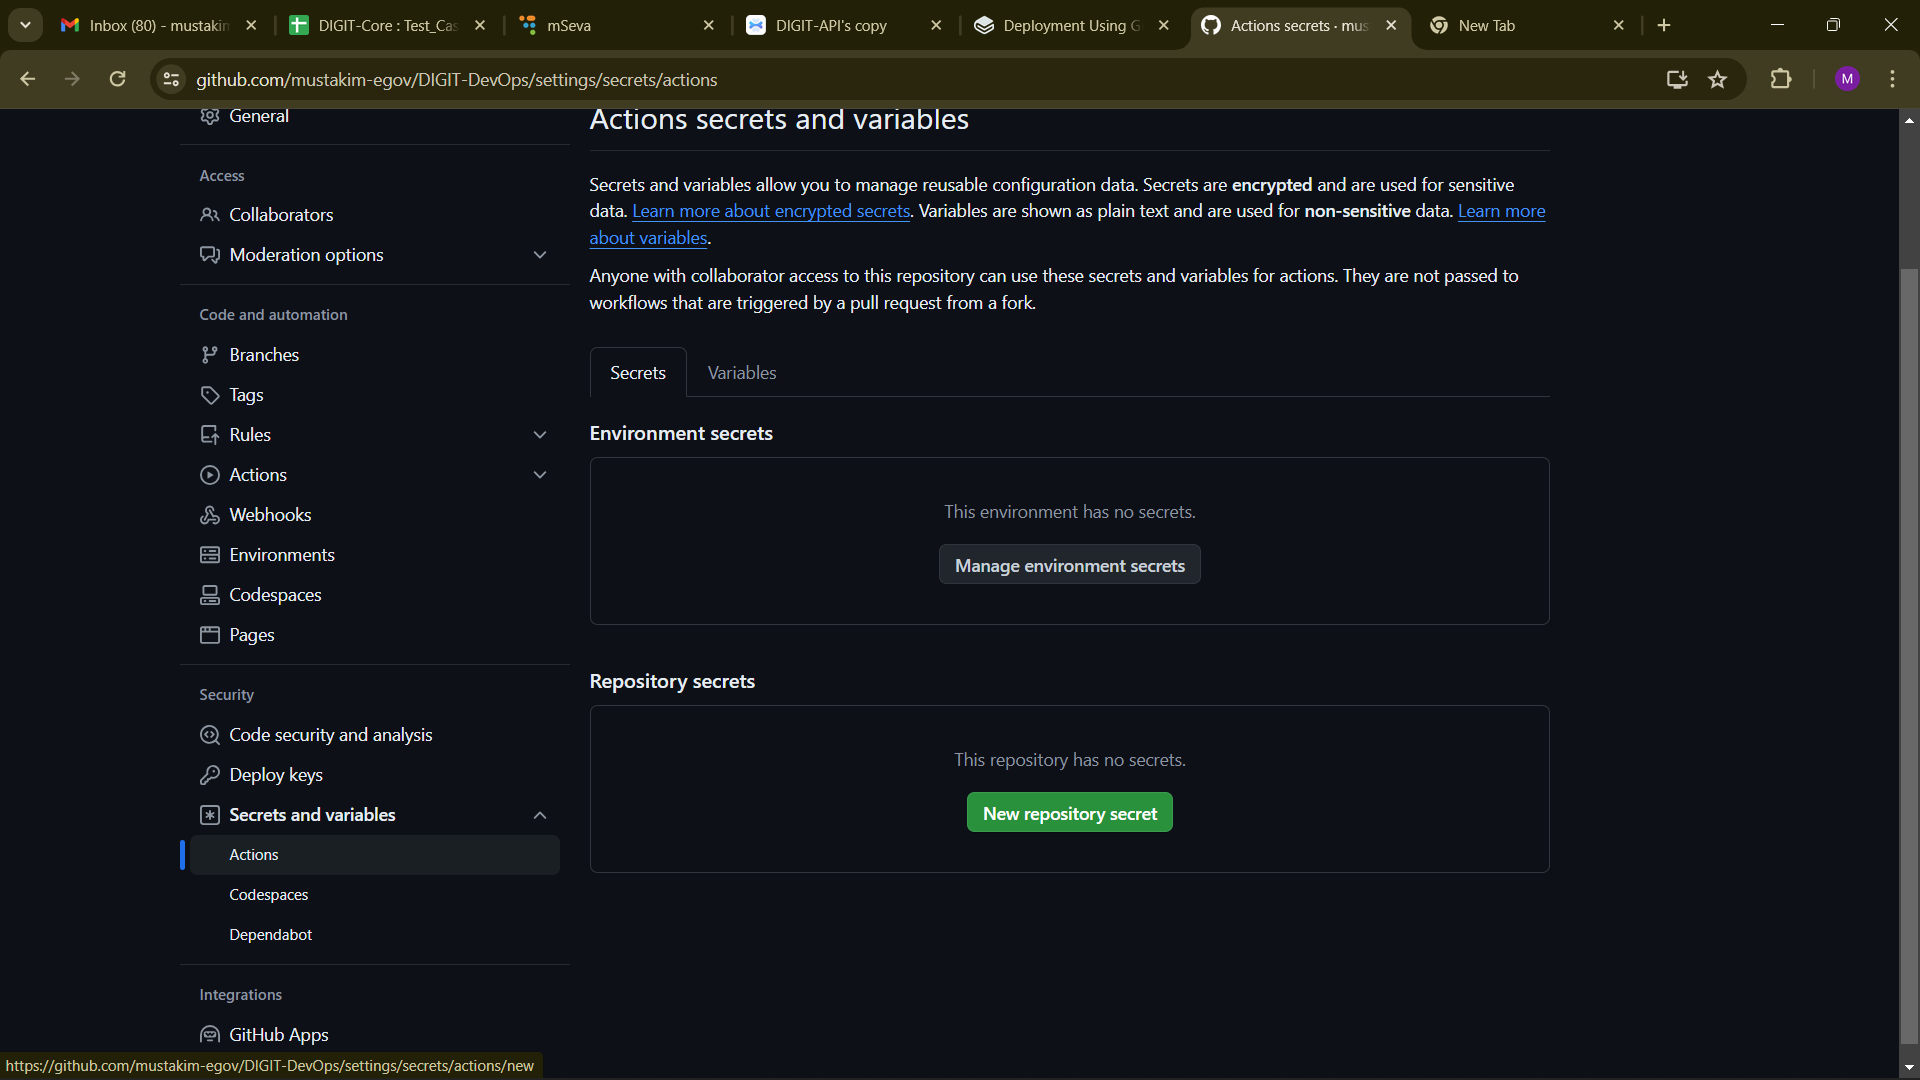 Inbox (80) - mustakim
DIGIT-Core : Test_Cas
mSeva
DIGIT-API's copy
Deployment Using G
Actions secrets · mus
New Tab
github.com/mustakim-egov/DIGIT-DevOps/settings/secrets/actions
M
General
Access
Collaborators
Moderation options
Code and automation
Branches
Tags
Rules
Actions
Webhooks
Environments
Codespaces
Pages
Security
Code security and analysis
Deploy keys
Secrets and variables
Actions
Codespaces
Dependabot
Integrations
GitHub Apps
Actions secrets and variables
Secrets and variables allow you to manage reusable configuration data. Secrets are encrypted and are used for sensitive
data. Learn more about encrypted secrets. Variables are shown as plain text and are used for non-sensitive data. Learn more
about variables.
Anyone with collaborator access to this repository can use these secrets and variables for actions. They are not passed to
workflows that are triggered by a pull request from a fork.
Secrets
Variables
Environment secrets
This environment has no secrets.
Manage environment secrets
Repository secrets
This repository has no secrets.
New repository secret
https://github.com/mustakim-egov/DIGIT-DevOps/settings/secrets/actions/new